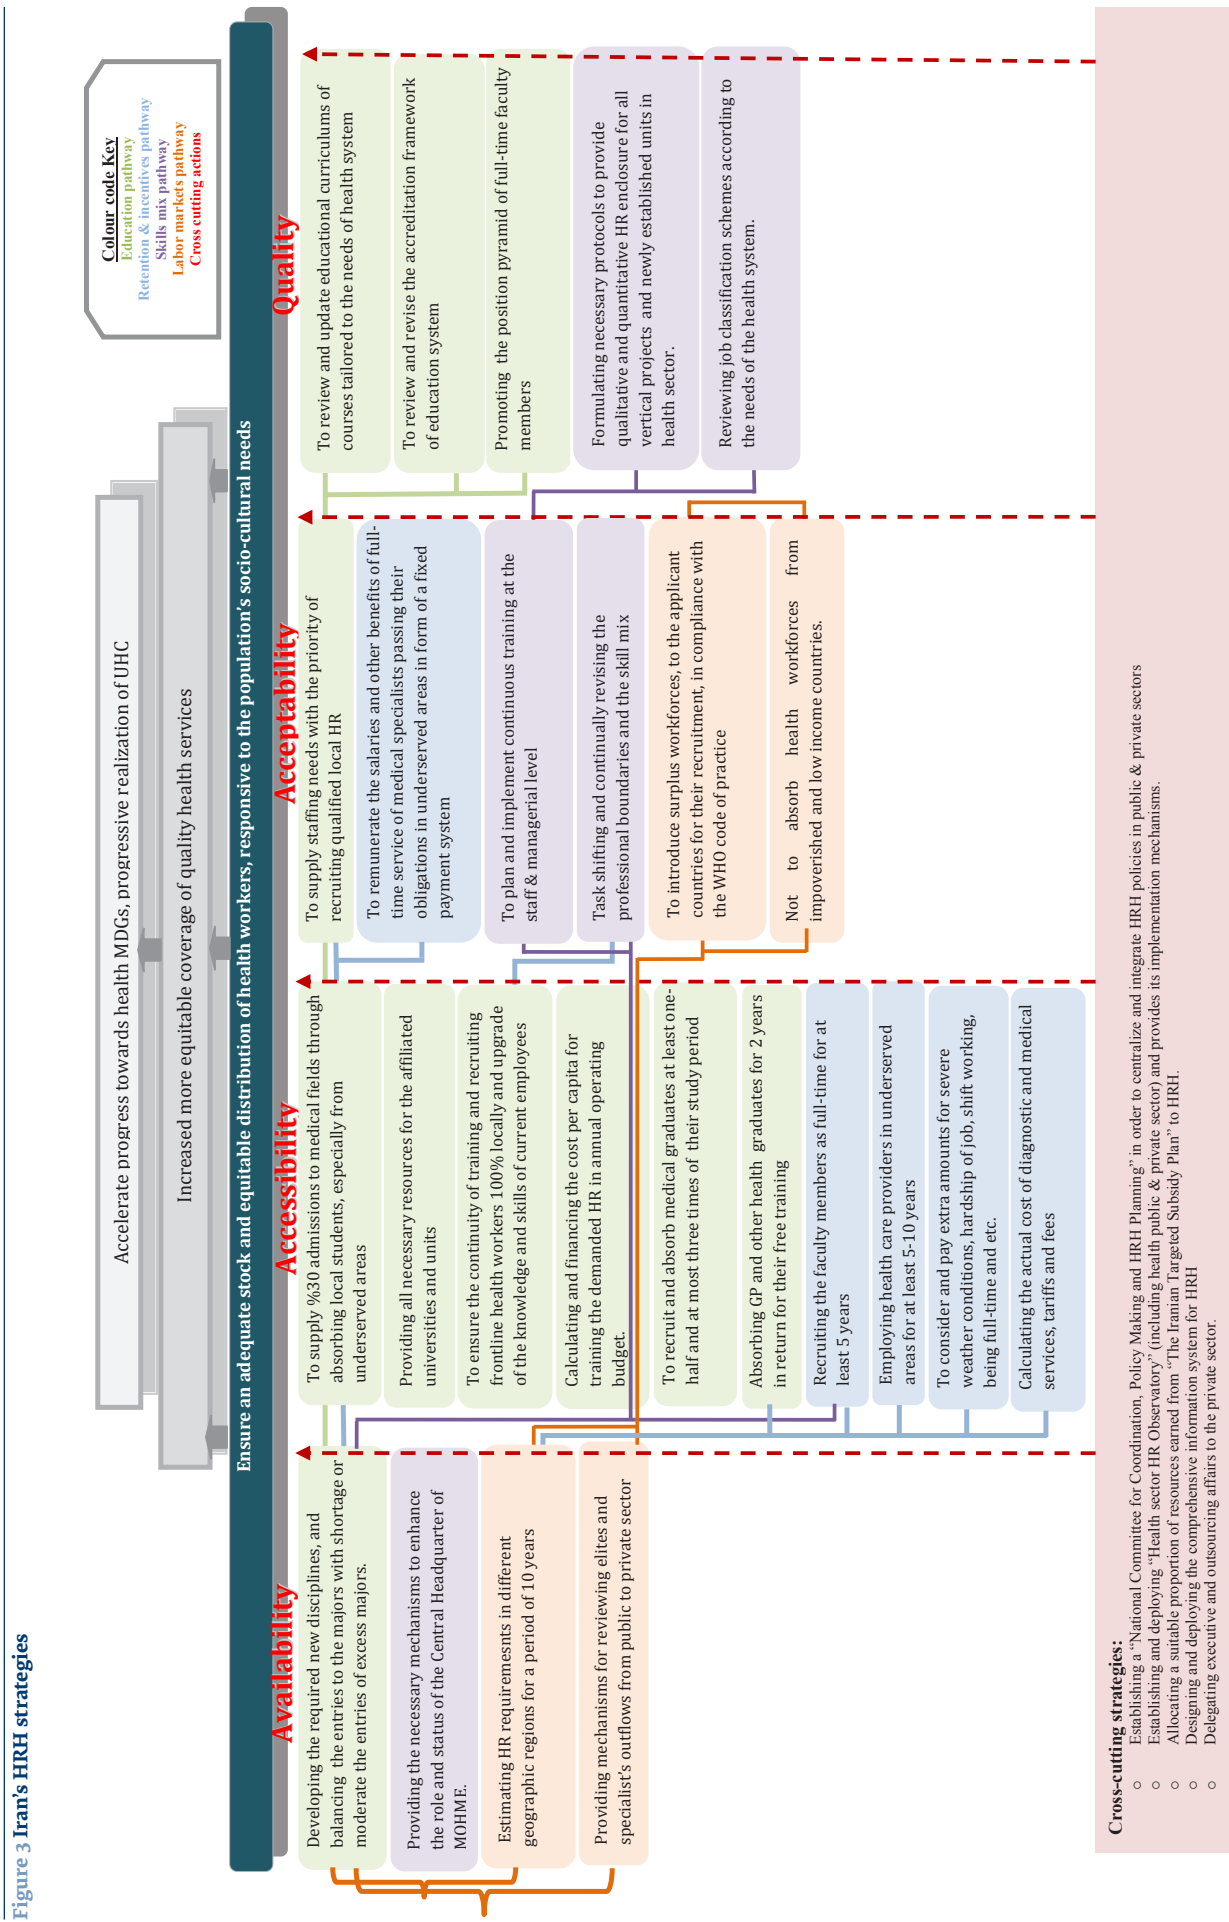 Figure 3 Iran's HRH strategies
Accelerate progress towards health MDGs, progressive realization of UHC
Increased more equitable coverage of quality health services
Colour code Key
Education pathway
Retention & incentives pathway
Skills mix pathway
Labor markets pathway
Cross cutting actions
Ensure an adequate stock and equitable distribution of health workers, responsive to the population's socio-cultural needs
Availability
Developing the required new disciplines, and
balancing the entries to the majors with shortage or
moderate the entries of excess majors.
Providing the necessary mechanisms to enhance
the role and status of the Central Headquarter of
MOHME.
Estimating HR requiremesnts in different
geographic regions for a period of 10 years
Providing mechanisms for reviewing elites and
specialist's outflows from public to private sector
Accessibility
To supply %30 admissions to medical fields through
absorbing local students, especially from
underserved areas
Providing all necessary resources for the affiliated
universities and units
To ensure the continuity of training and recruiting
frontline health workers 100% locally and upgrade
of the knowledge and skills of current employees
Calculating and financing the cost per capita for
training the demanded HR in annual operating
budget.
To recruit and absorb medical graduates at least one-
half and at most three times of their study period
Absorbing GP and other health graduates for 2 years
in return for their free training
Recruiting the faculty members as full-time for at
least 5 years
Employing health care providers in underserved
areas for at least 5-10 years
To consider and pay extra amounts for severe
weather conditions, hardship of job, shift working,
being full-time and etc.
Calculating the actual cost of diagnostic and medical
services, tariffs and fees
Acceptability
To supply staffing needs with the priority of
recruiting qualified local HR
To remunerate the salaries and other benefits of full-
time service of medical specialists passing their
obligations in underserved areas in form of a fixed
payment system
To plan and implement continuous training at the
staff & managerial level
Task shifting and continually revising the
professional boundaries and the skill mix
To introduce surplus workforces, to the applicant
countries for their recruitment, in compliance with
the WHO code of practice
Not to absorb health workforces from
impoverished and low income countries.
Quality
To review and update educational curriculums of
courses tailored to the needs of health system
To review and revise the accreditation framework
of education system
Promoting the position pyramid of full-time faculty
members
Formulating necessary protocols to provide
qualitative and quantitative HR enclosure for all
vertical projects and newly established units in
health sector.
Reviewing job classification schemes according to
the needs of the health system.
Cross-cutting strategies:
○ Establishing a "National Committee for Coordination, Policy Making and HRH Planning" in order to centralize and integrate HRH policies in public & private sectors
○ Establishing and deploying "Health sector HR Observatory" (including health public & private sector) and provides its implementation mechanisms.
○ Allocating a suitable proportion of resources earned from "The Iranian Targeted Subsidy Plan" to HRH.
○ Designing and deploying the comprehensive information system for HRH
○ Delegating executive and outsourcing affairs to the private sector.